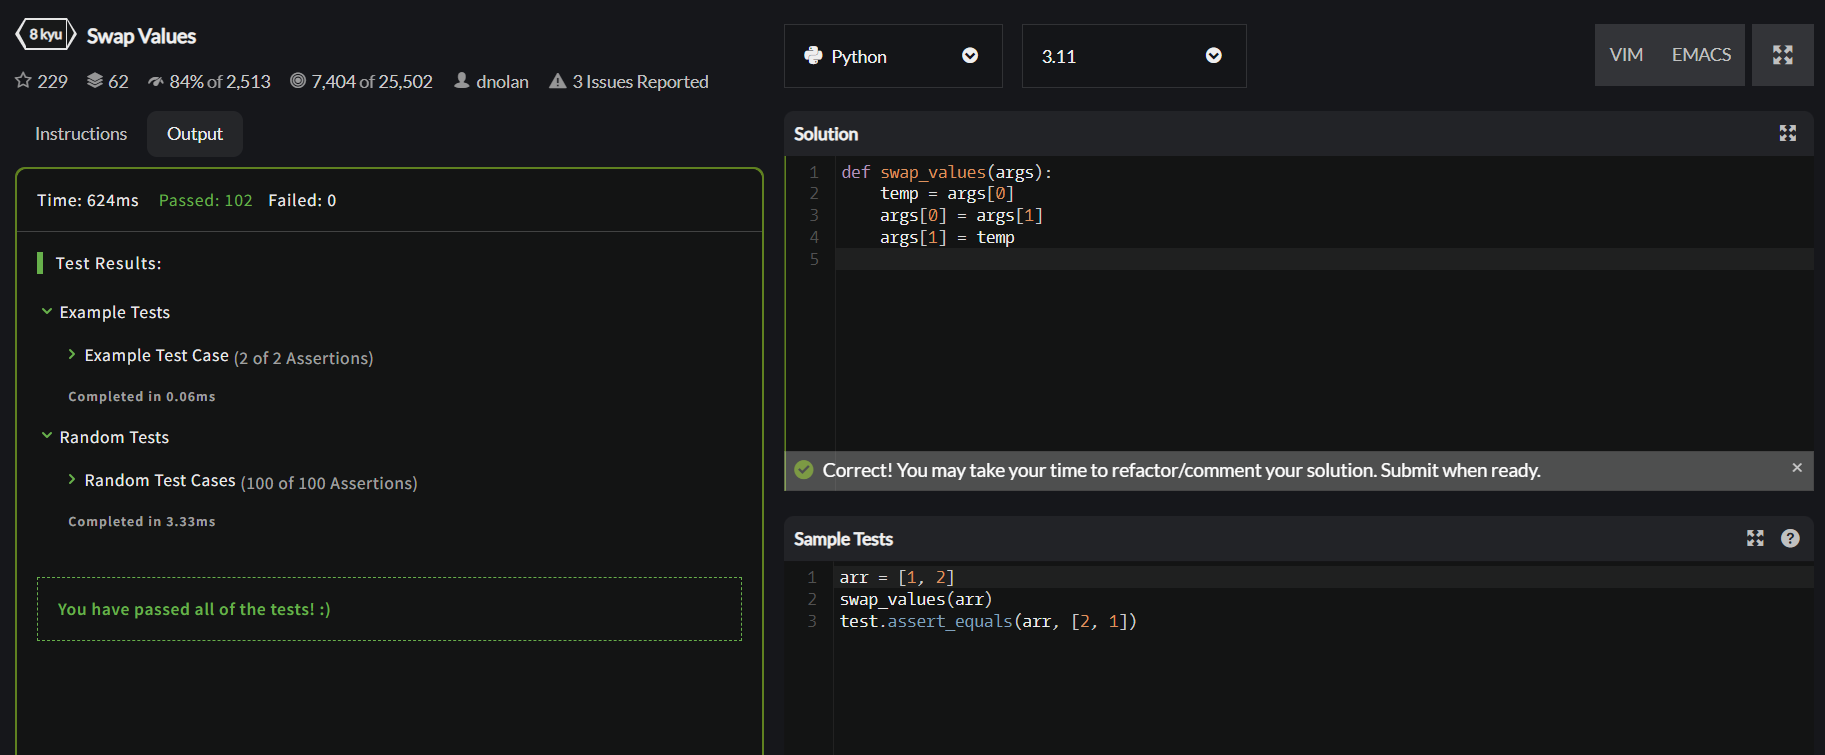 8 kyu Swap Values
229 62 84% of 2,513 7,404 of 25,502 dnolan 3 Issues Reported
Instructions Output
Time: 624ms Passed: 102 Failed: 0
Test Results:
Example Tests
Example Test Case (2 of 2 Assertions)
Completed in 0.06ms
Random Tests
Random Test Cases (100 of 100 Assertions)
Completed in 3.33ms
You have passed all of the tests! :)
Python 3.11 VIM EMACS
Solution
1 def swap_values(args):
2     temp = args[0]
3     args[0] = args[1]
4     args[1] = temp
5
Correct! You may take your time to refactor/comment your solution. Submit when ready. ×
Sample Tests ?
1 arr = [1, 2]
2 swap_values(arr)
3 test.assert_equals(arr, [2, 1])